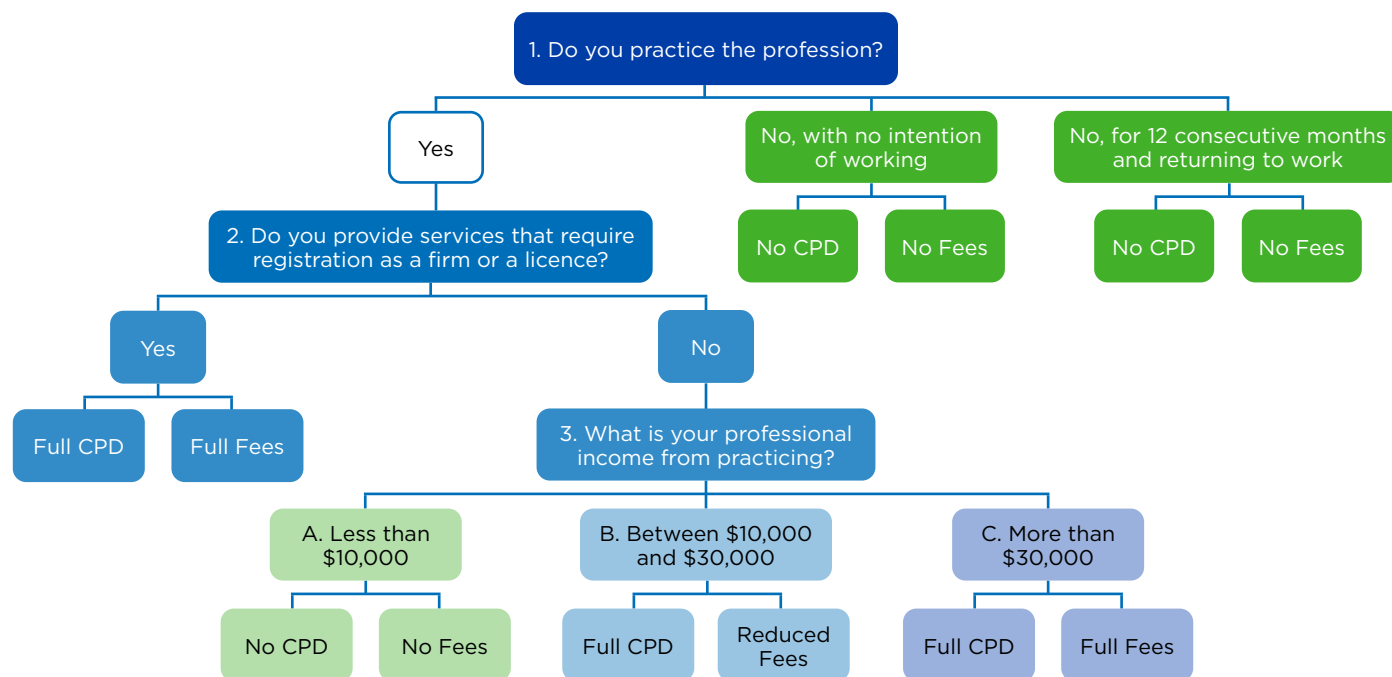 1. Do you practice the profession?
Yes
No, with no intention
of working
No, for 12 consecutive months
and returning to work
2. Do you provide services that require
registration as a firm or a licence?
No CPD
No Fees
No CPD
No Fees
Yes
No
Full CPD
Full Fees
3. What is your professional
income from practicing?
A. Less than
$10,000
B. Between $10,000
and $30,000
C. More than
$30,000
No CPD
No Fees
Full CPD
Reduced
Fees
Full CPD
Full Fees